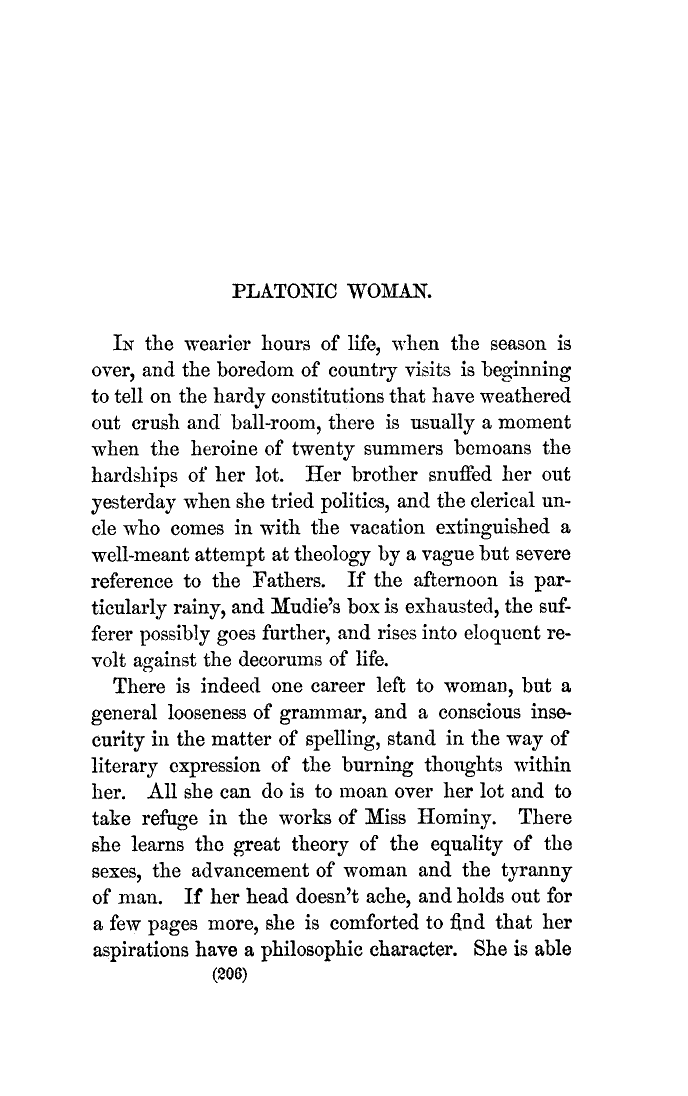 PLATONIC WOMAN.
In the wearier hours of life, when the season is
over, and the boredom of country visits is beginning
to tell on the hardy constitutions that have weathered
out crush and ball-room, there is usually a moment
when the heroine of twenty summers bemoans the
hardships of her lot. Her brother snuffed her out
yesterday when she tried politics, and the clerical un-
cle who comes in with the vacation extinguished a
well-meant attempt at theology by a vague but severe
reference to the Fathers. If the afternoon is par-
ticularly rainy, and Mudie's box is exhausted, the suf-
ferer possibly goes further, and rises into eloquent re-
volt against the decorums of life.
There is indeed one career left to woman, but a
general looseness of grammar, and a conscious inse-
curity in the matter of spelling, stand in the way of
literary expression of the burning thoughts within
her. All she can do is to moan over her lot and to
take refuge in the works of Miss Hominy. There
she learns the great theory of the equality of the
sexes, the advancement of woman and the tyranny
of man. If her head doesn't ache, and holds out for
a few pages more, she is comforted to find that her
aspirations have a philosophic character. She is able
(206)